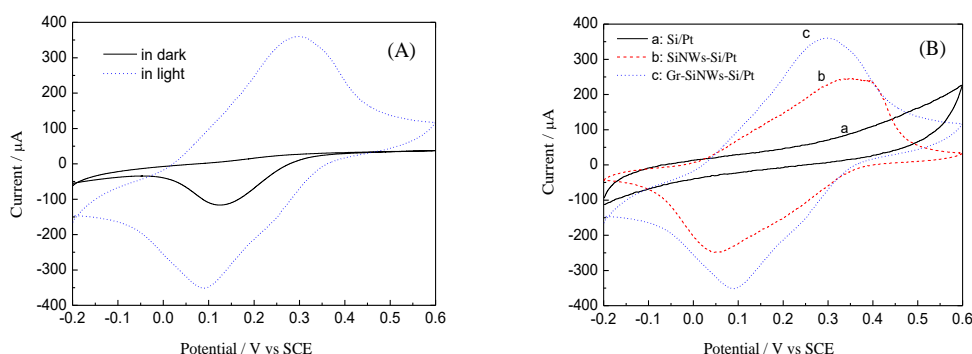 400
300
200
100
0
-100
-200
-300
-400
Current / µA
in dark
in light
(A)
-0.2 -0.1 0.0 0.1 0.2 0.3 0.4 0.5 0.6
Potential / V vs SCE
400
300
200
100
0
-100
-200
-300
-400
Current / µA
a: Si/Pt
b: SiNWs-Si/Pt
c: Gr-SiNWs-Si/Pt
c
b
a
(B)
-0.2 -0.1 0.0 0.1 0.2 0.3 0.4 0.5 0.6
Potential / V vs SCE